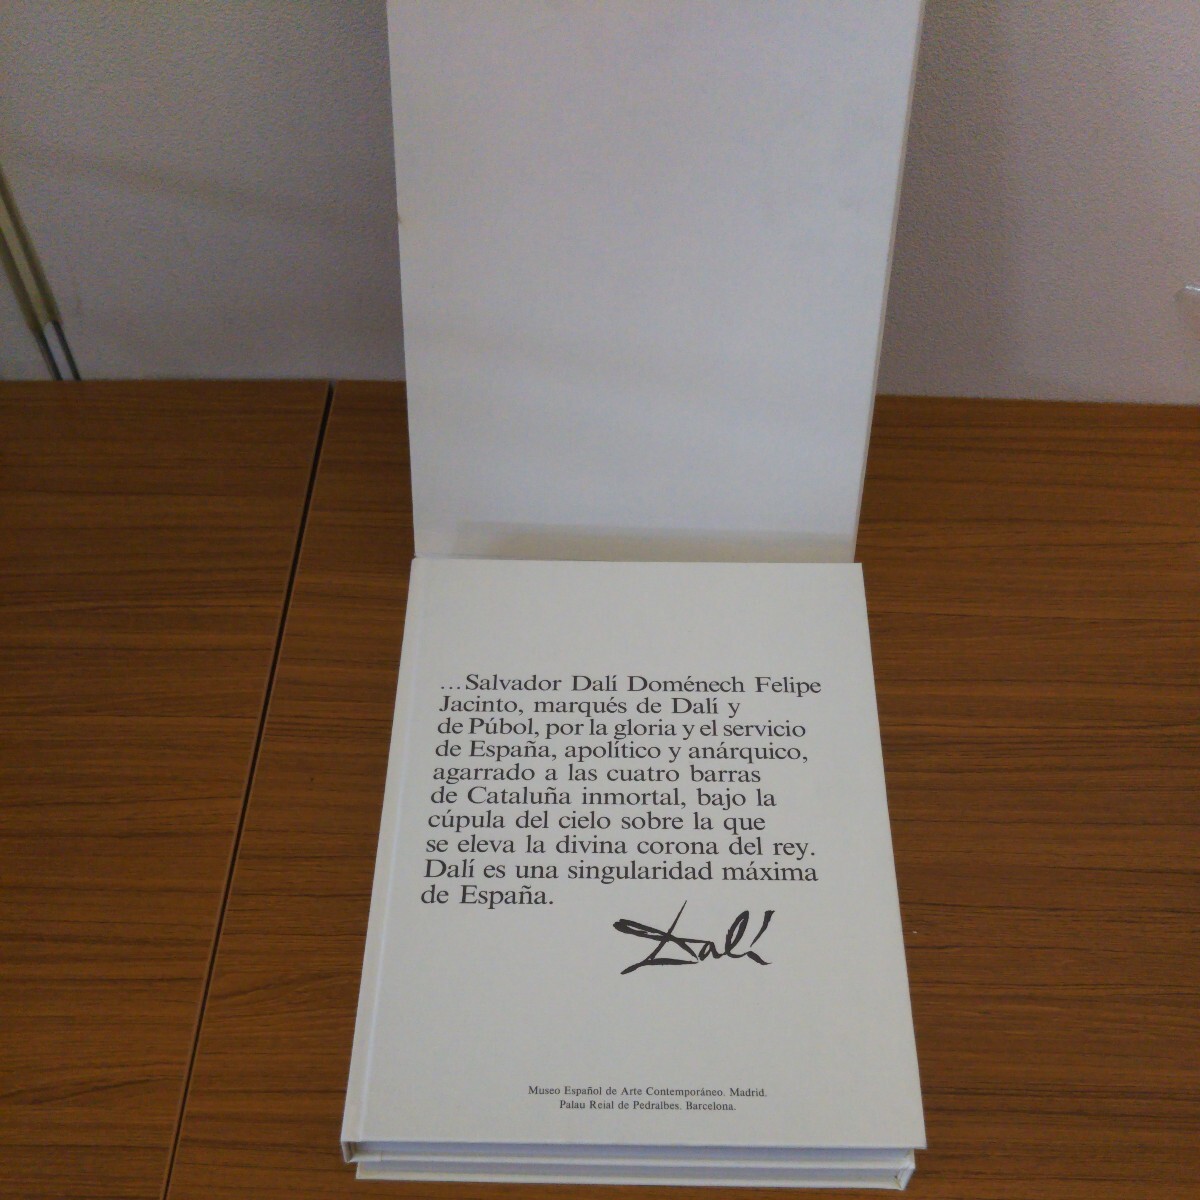 ...Salvador Dalí Doménech Felipe
Jacinto, marqués de Dalí y
de Púbol, por la gloria y el servicio
de España, apolítico y anárquico,
agarrado a las cuatro barras
de Cataluña inmortal, bajo la
cúpula del cielo sobre la que
se eleva la divina corona del rey.
Dalí es una singularidad máxima
de España.
Dalí
Museo Español de Arte Contemporáneo. Madrid.
Palau Reial de Pedralbes. Barcelona.